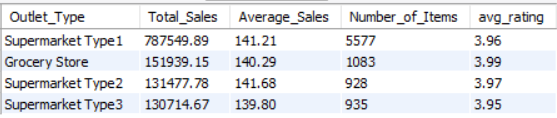 Outlet_Type Total_Sales Average_Sales Number_of_Items avg_rating
Supermarket Type1 787549.89 141.21 5577 3.96
Grocery Store 151939.15 140.29 1083 3.99
Supermarket Type2 131477.78 141.68 928 3.97
Supermarket Type3 130714.67 139.80 935 3.95